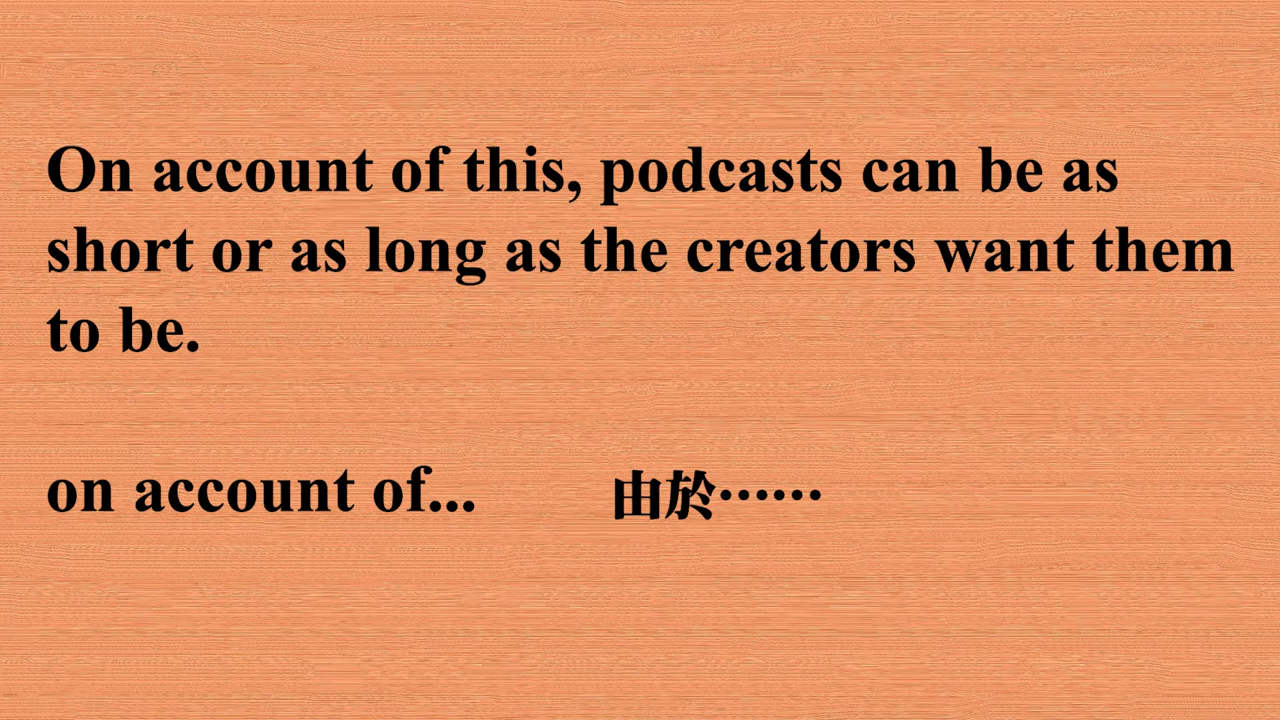 On account of this, podcasts can be as
short or as long as the creators want them
to be.
on account of... 由於······